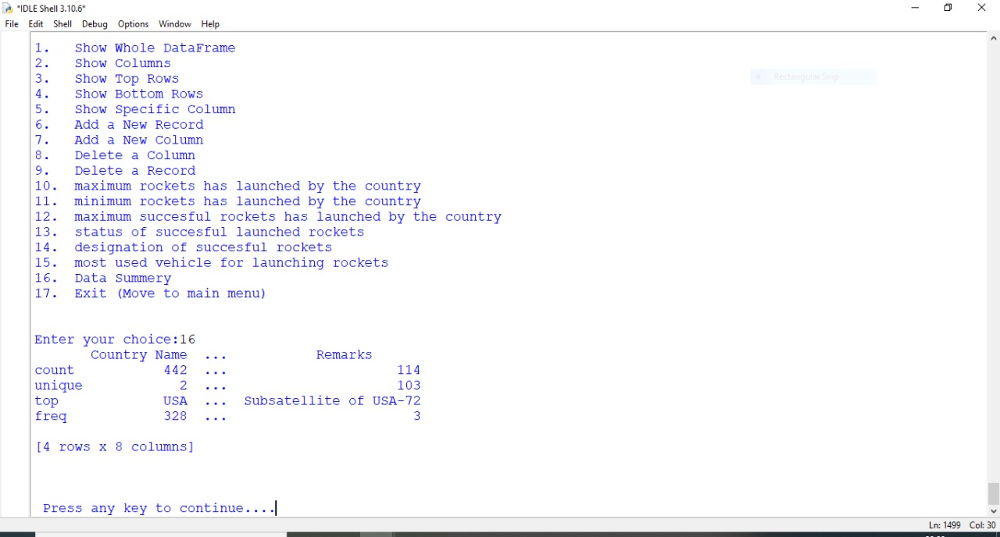 *IDLE Shell 3.10.6*
File Edit Shell Debug Options Window Help
1. Show Whole DataFrame
2. Show Columns
3. Show Top Rows
4. Show Bottom Rows
5. Show Specific Column
6. Add a New Record
7. Add a New Column
8. Delete a Column
9. Delete a Record
10. maximum rockets has launched by the country
11. minimum rockets has launched by the country
12. maximum succesful rockets has launched by the country
13. status of succesful launched rockets
14. designation of succesful rockets
15. most used vehicle for launching rockets
16. Data Summery
17. Exit (Move to main menu)
Rectangular Snip
Enter your choice:16
Country Name ... Remarks
count 442 ... 114
unique 2 ... 103
top USA ... Subsatellite of USA-72
freq 328 ... 3
[4 rows x 8 columns]
Press any key to continue....
Ln: 1499 Col: 30